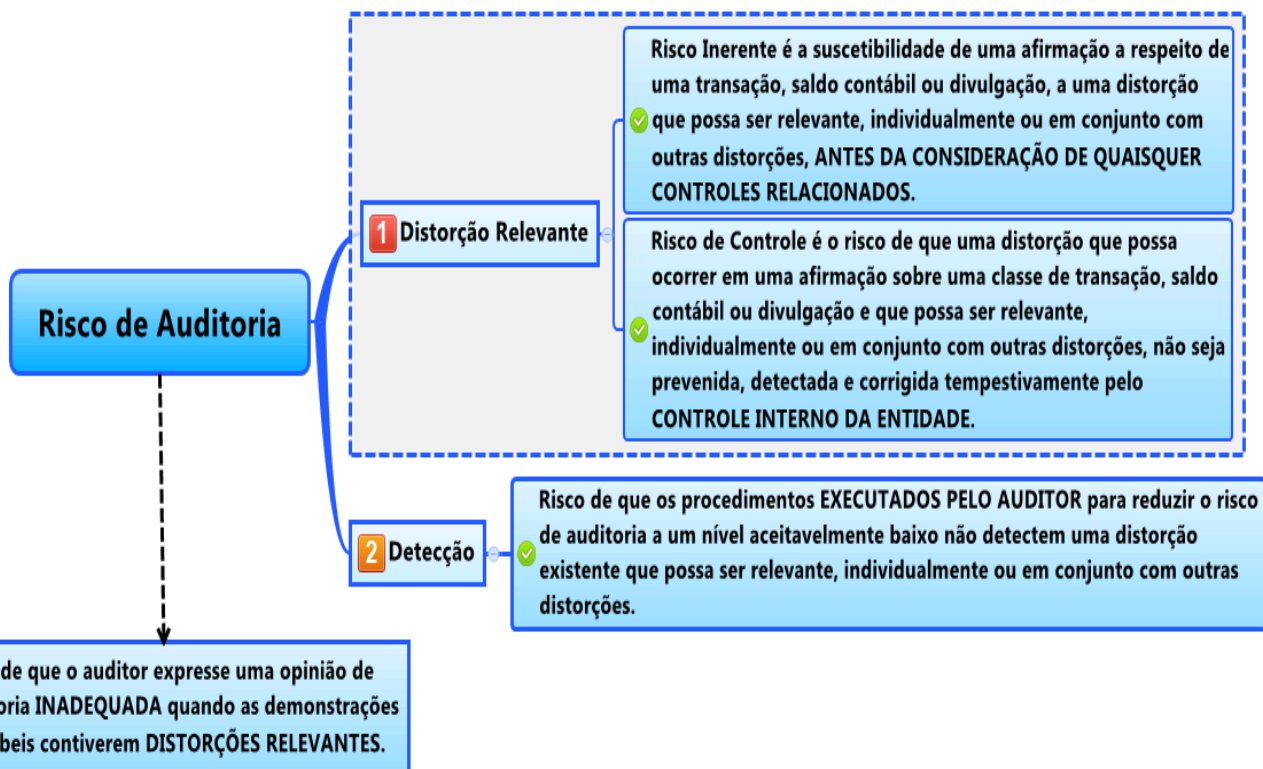 Risco de Auditoria
1 Distorção Relevante
Risco Inerente é a suscetibilidade de uma afirmação a respeito de
uma transação, saldo contábil ou divulgação, a uma distorção
que possa ser relevante, individualmente ou em conjunto com
outras distorções, ANTES DA CONSIDERAÇÃO DE QUAISQUER
CONTROLES RELACIONADOS.
Risco de Controle é o risco de que uma distorção que possa
ocorrer em uma afirmação sobre uma classe de transação, saldo
contábil ou divulgação e que possa ser relevante,
individualmente ou em conjunto com outras distorções, não seja
prevenida, detectada e corrigida tempestivamente pelo
CONTROLE INTERNO DA ENTIDADE.
2 Detecção
Risco de que os procedimentos EXECUTADOS PELO AUDITOR para reduzir o risco
de auditoria a um nível aceitavelmente baixo não detectem uma distorção
existente que possa ser relevante, individualmente ou em conjunto com outras
distorções.
de que o auditor expresse uma opinião de
oria INADEQUADA quando as demonstrações
beis contiverem DISTORÇÕES RELEVANTES.